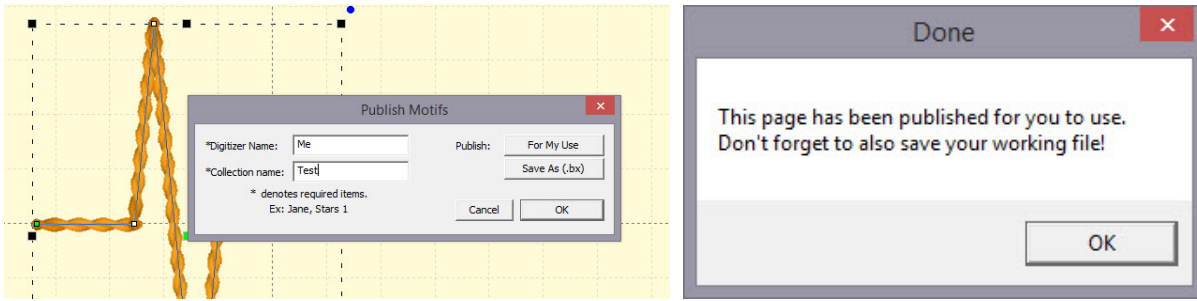 Publish Motifs
*Digitizer Name: Me Publish: For My Use
*Collection name: Test Save As (.bx)
* denotes required items.
Ex: Jane, Stars 1
Cancel OK
Done
This page has been published for you to use.
Don't forget to also save your working file!
OK